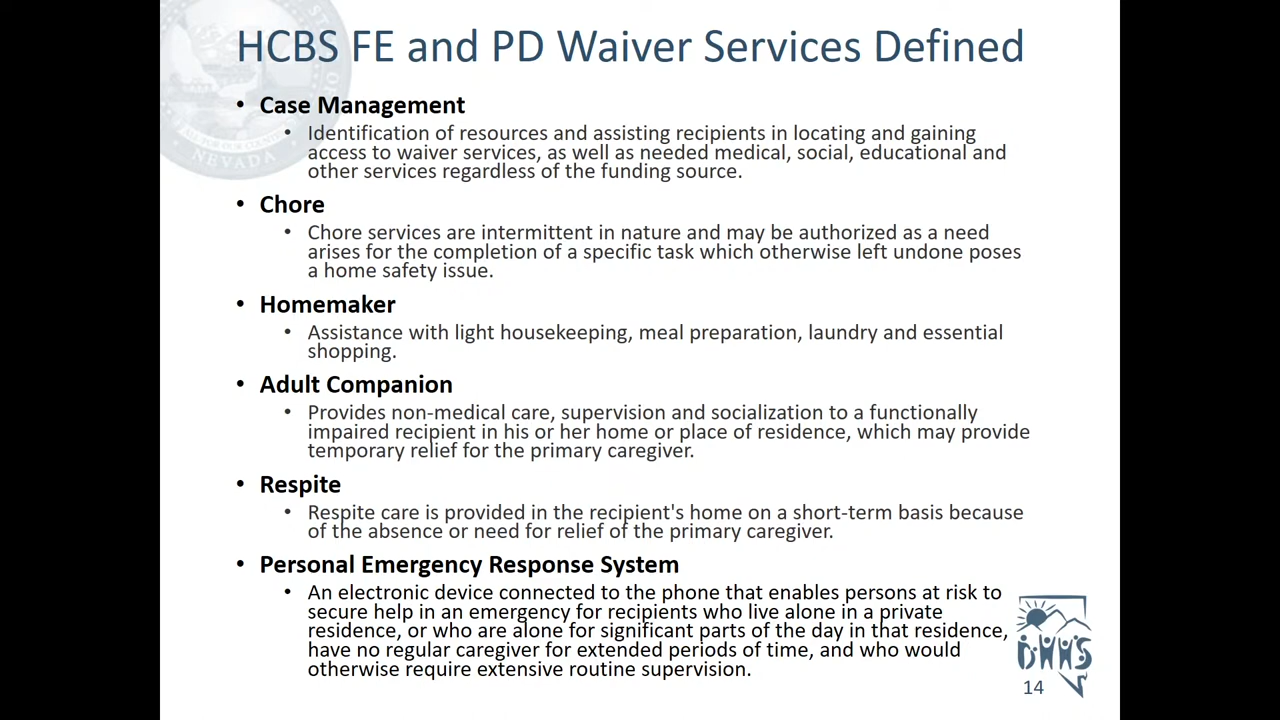 HCBS FE and PD Waiver Services Defined
• Case Management
• Identification of resources and assisting recipients in locating and gaining
access to waiver services, as well as needed medical, social, educational and
other services regardless of the funding source.
• Chore
• Chore services are intermittent in nature and may be authorized as a need
arises for the completion of a specific task which otherwise left undone poses
a home safety issue.
• Homemaker
• Assistance with light housekeeping, meal preparation, laundry and essential
shopping.
• Adult Companion
• Provides non-medical care, supervision and socialization to a functionally
impaired recipient in his or her home or place of residence, which may provide
temporary relief for the primary caregiver.
• Respite
• Respite care is provided in the recipient's home on a short-term basis because
of the absence or need for relief of the primary caregiver.
• Personal Emergency Response System
• An electronic device connected to the phone that enables persons at risk to
secure help in an emergency for recipients who live alone in a private
residence, or who are alone for significant parts of the day in that residence,
have no regular caregiver for extended periods of time, and who would
otherwise require extensive routine supervision.
DHHS
14
NEVADA